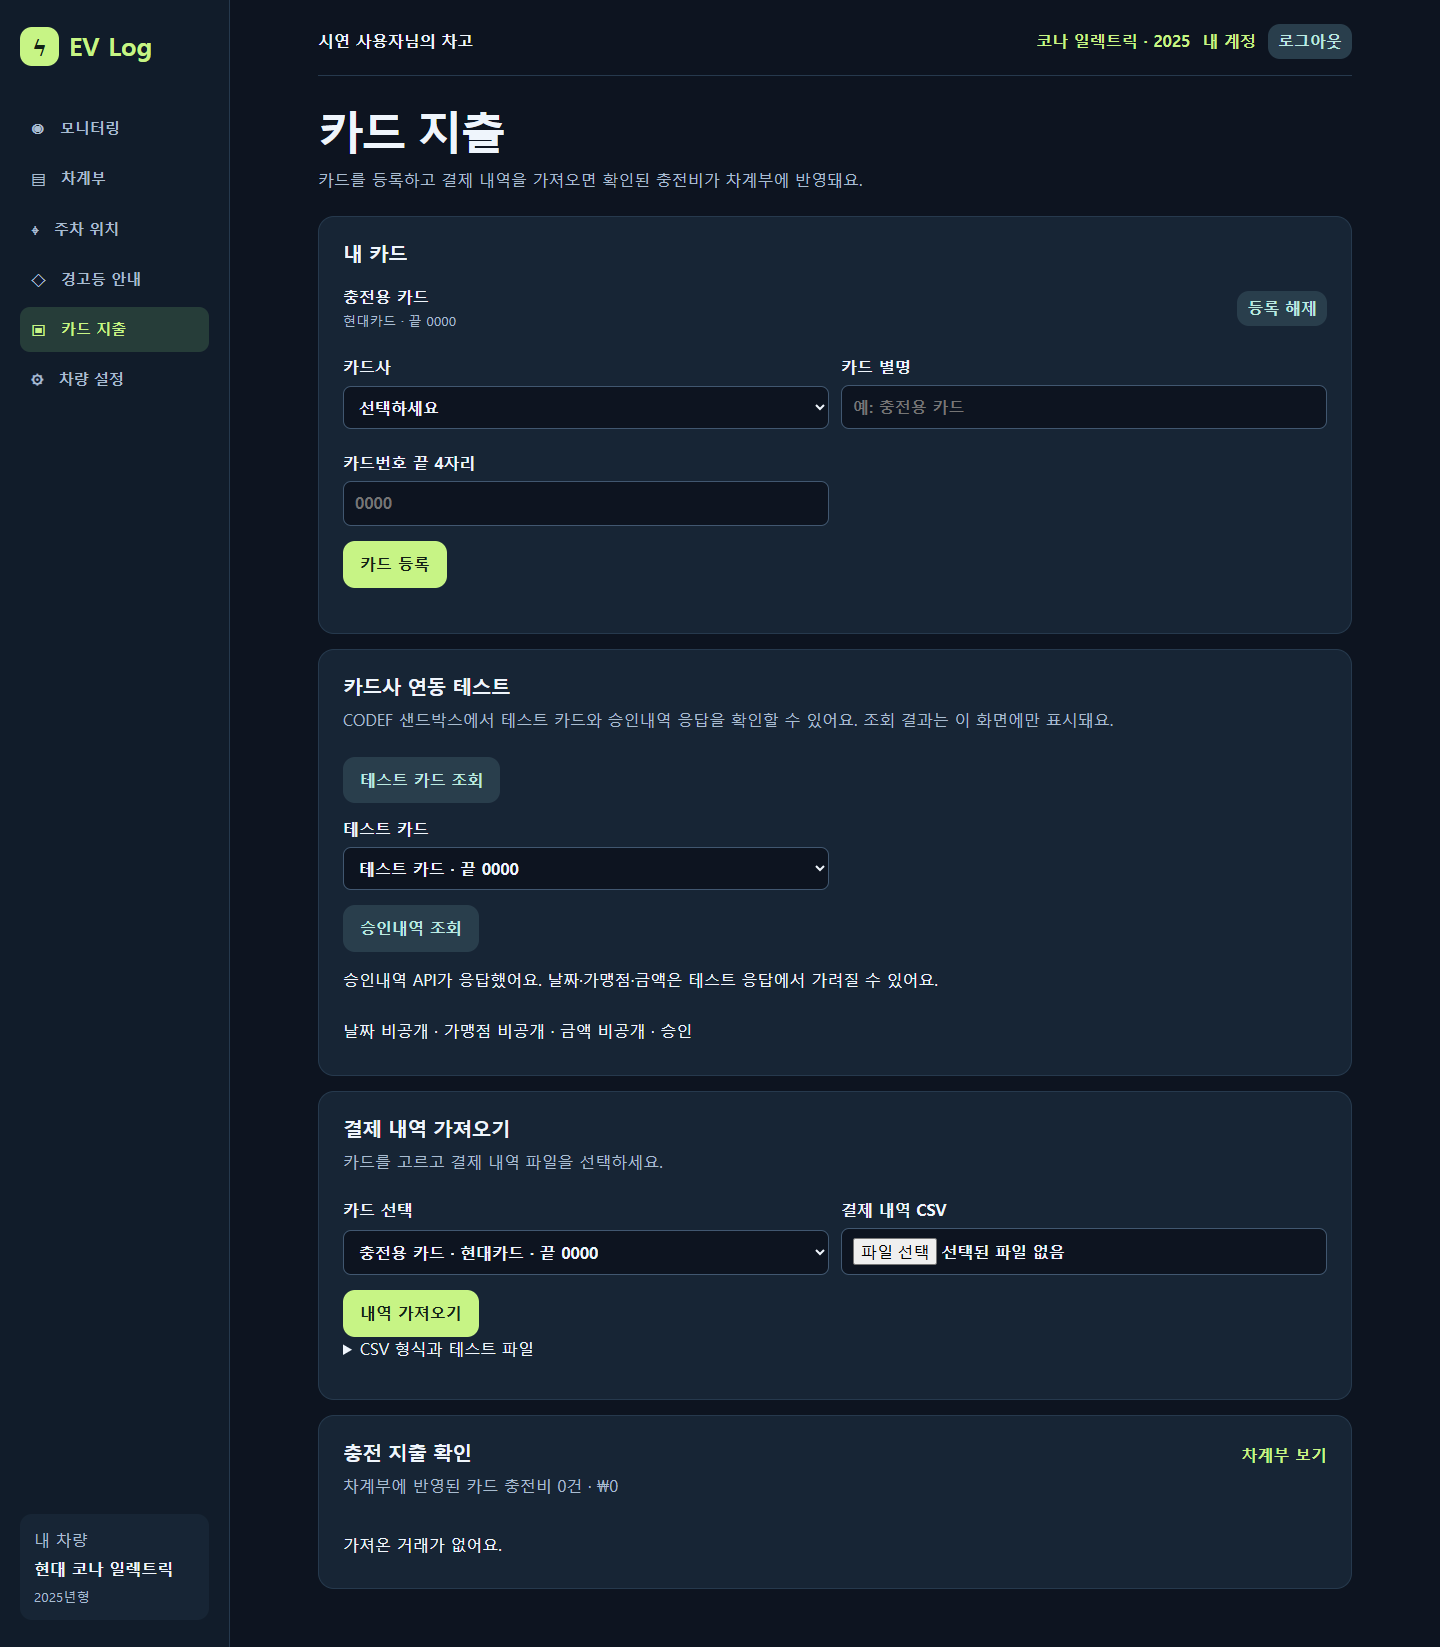 EV Log
모니터링
차계부
주차 위치
경고등 안내
카드 지출
차량 설정
내 차량
현대 코나 일렉트릭
2025년형
시연 사용자님의 차고
코나 일렉트릭 · 2025 내 계정 로그아웃
카드 지출
카드를 등록하고 결제 내역을 가져오면 확인된 충전비가 차계부에 반영돼요.
내 카드
충전용 카드
현대카드 · 끝 0000
등록 해제
카드사
선택하세요
카드 별명
예: 충전용 카드
카드번호 끝 4자리
0000
카드 등록
카드사 연동 테스트
CODEF 샌드박스에서 테스트 카드와 승인내역 응답을 확인할 수 있어요. 조회 결과는 이 화면에만 표시돼요.
테스트 카드 조회
테스트 카드
테스트 카드 · 끝 0000
승인내역 조회
승인내역 API가 응답했어요. 날짜·가맹점·금액은 테스트 응답에서 가려질 수 있어요.
날짜 비공개 · 가맹점 비공개 · 금액 비공개 · 승인
결제 내역 가져오기
카드를 고르고 결제 내역 파일을 선택하세요.
카드 선택
충전용 카드 · 현대카드 · 끝 0000
결제 내역 CSV
파일 선택 선택된 파일 없음
내역 가져오기
▶ CSV 형식과 테스트 파일
충전 지출 확인
차계부 보기
차계부에 반영된 카드 충전비 0건 · ₩0
가져온 거래가 없어요.